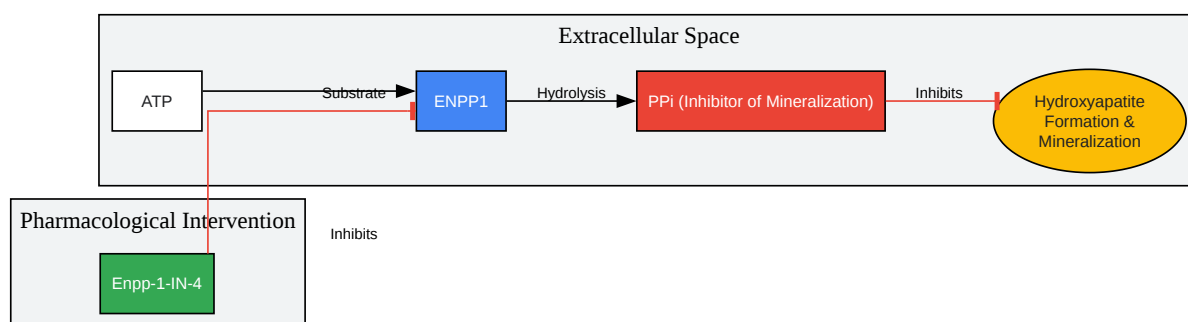 Extracellular Space
ATP
Substrate
ENPP1
Hydrolysis
PPi (Inhibitor of Mineralization)
Inhibits
Hydroxyapatite
Formation &
Mineralization
Pharmacological Intervention
Inhibits
Enpp-1-IN-4